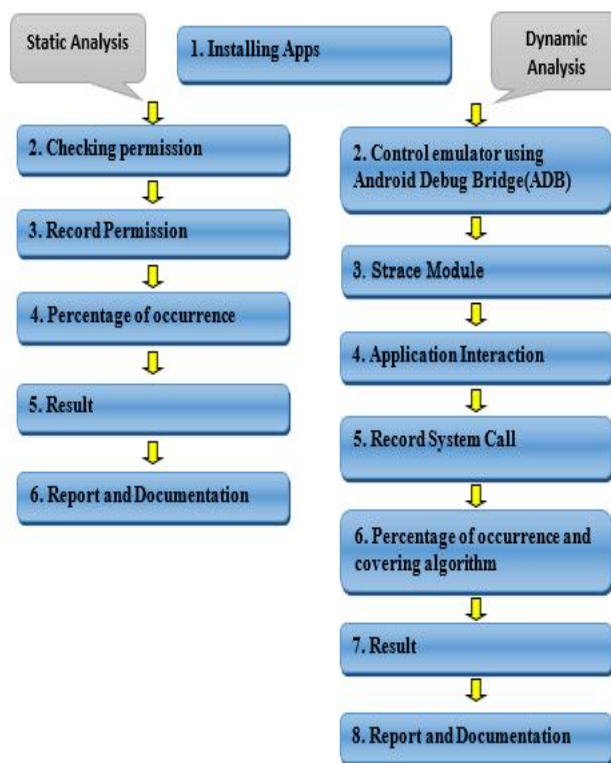 Static Analysis
1. Installing Apps
Dynamic
Analysis
2. Checking permission
3. Record Permission
4. Percentage of occurrence
5. Result
6. Report and Documentation
2. Control emulator using
Android Debug Bridge(ADB)
3. Strace Module
4. Application Interaction
5. Record System Call
6. Percentage of occurrence and
covering algorithm
7. Result
8. Report and Documentation